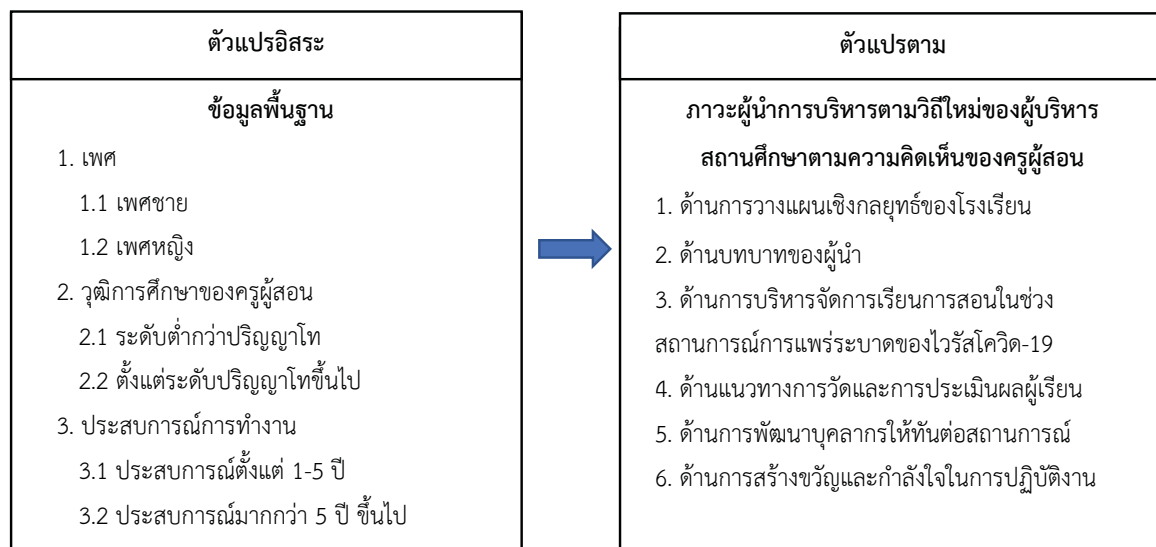 ตัวแปรอิสระ
ข้อมูลพื้นฐาน
1. เพศ
1.1 เพศชาย
1.2 เพศหญิง
2. วุฒิการศึกษาของครูผู้สอน
2.1 ระดับต่ำกว่าปริญญาโท
2.2 ตั้งแต่ระดับปริญญาโทขึ้นไป
3. ประสบการณ์การทำงาน
3.1 ประสบการณ์ตั้งแต่ 1-5 ปี
3.2 ประสบการณ์มากกว่า 5 ปี ขึ้นไป
ตัวแปรตาม
ภาวะผู้นำการบริหารตามวิถีใหม่ของผู้บริหาร
สถานศึกษาตามความคิดเห็นของครูผู้สอน
1. ด้านการวางแผนเชิงกลยุทธ์ของโรงเรียน
2. ด้านบทบาทของผู้นำ
3. ด้านการบริหารจัดการเรียนการสอนในช่วง
สถานการณ์การแพร่ระบาดของไวรัสโควิด-19
4. ด้านแนวทางการวัดและการประเมินผลผู้เรียน
5. ด้านการพัฒนาบุคลากรให้ทันต่อสถานการณ์
6. ด้านการสร้างขวัญและกำลังใจในการปฏิบัติงาน